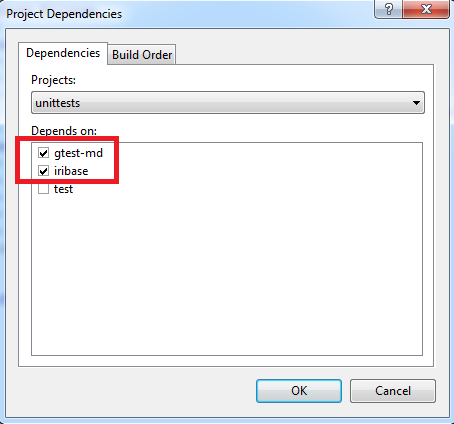 Project Dependencies
Dependencies
Build Order
Projects:
unittests
Depends on:
gtest-md
iribase
test
OK
Cancel